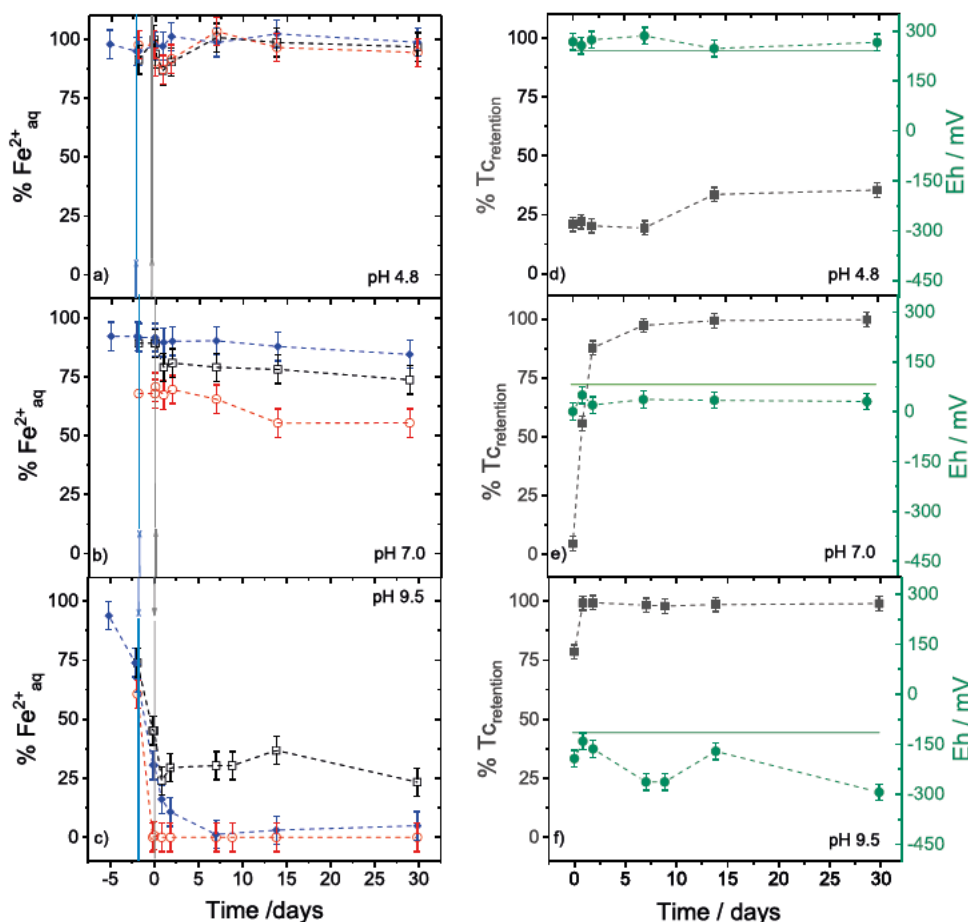 100
75
50
25
0
% Fe²⁺aq
a)
pH 4.8
100
75
50
25
0
% Fe²⁺aq
b)
pH 7.0
100
75
50
25
0
% Fe²⁺aq
c)
pH 9.5
-5 0 5 10 15 20 25 30
Time /days
100
75
50
25
0
% Tcretention
d)
pH 4.8
300
150
0
-150
-300
-450
Eh / mV
100
75
50
25
0
% Tcretention
e)
pH 7.0
300
150
0
-150
-300
-450
Eh / mV
100
75
50
25
0
% Tcretention
f)
pH 9.5
300
150
0
-150
-300
-450
Eh / mV
0 5 10 15 20 25 30
Time / days